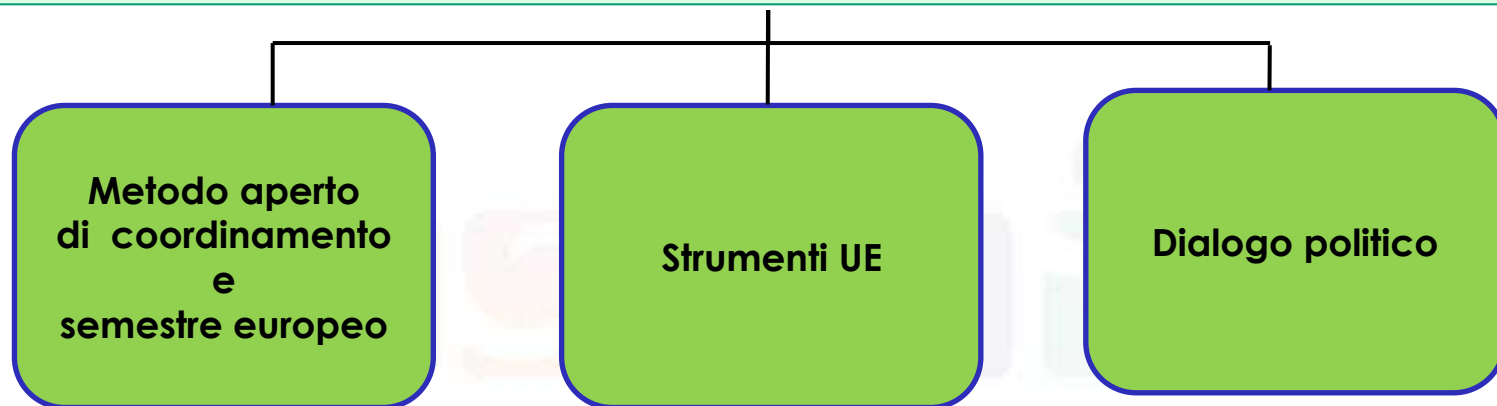 Metodo aperto
di coordinamento
e
semestre europeo
Strumenti UE
Dialogo politico